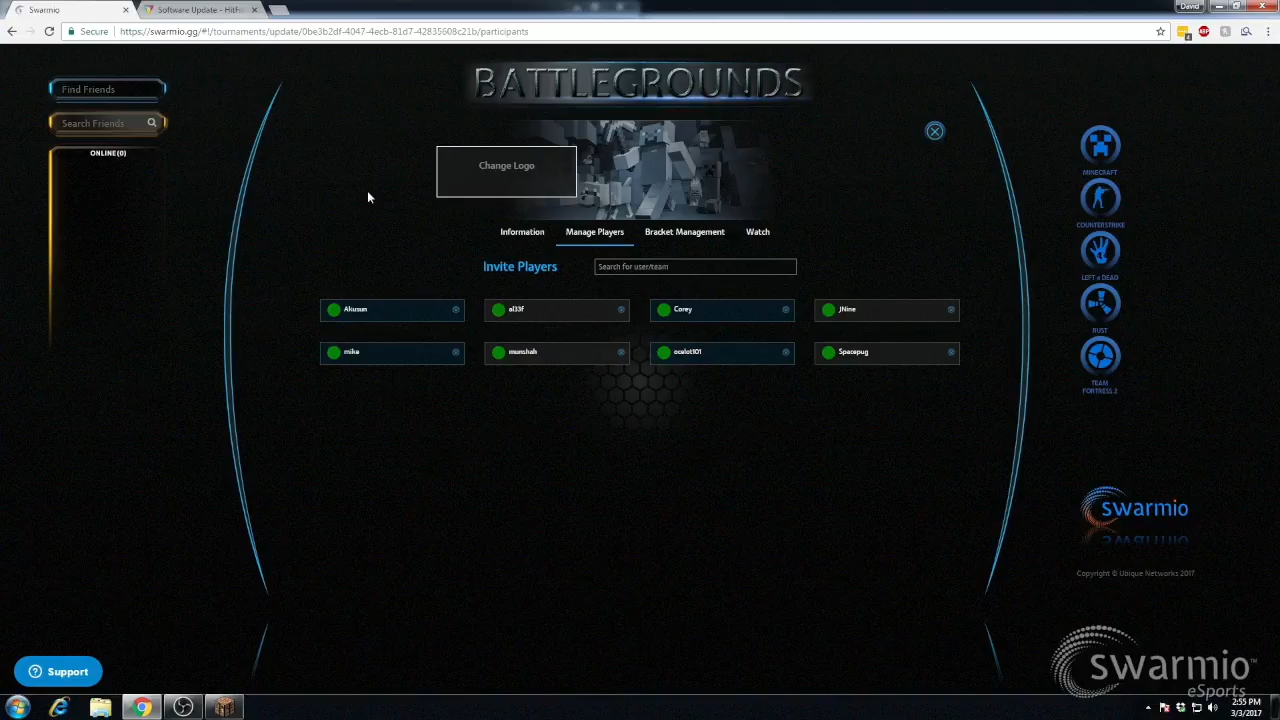 Swarmio
Software Update - HitFi
David
Secure
https://swarmio.gg/#!/tournaments/update/0be3b2df-4047-4ecb-81d7-42835608c21b/participants
BATTLEGROUNDS
Find Friends
Search Friends
ONLINE(0)
Change Logo
MINECRAFT
COUNTERSTRIKE
LEFT 4 DEAD
RUST
TEAM
FORTRESS 2
Information Manage Players Bracket Management Watch
Invite Players Search for user/team
Akusun al33f Corey JNine
mike munshah ocelot101 Spacepug
swarmio
Copyright © Ubique Networks 2017
swarmio™
eSports
Support
2:55 PM
3/3/2017